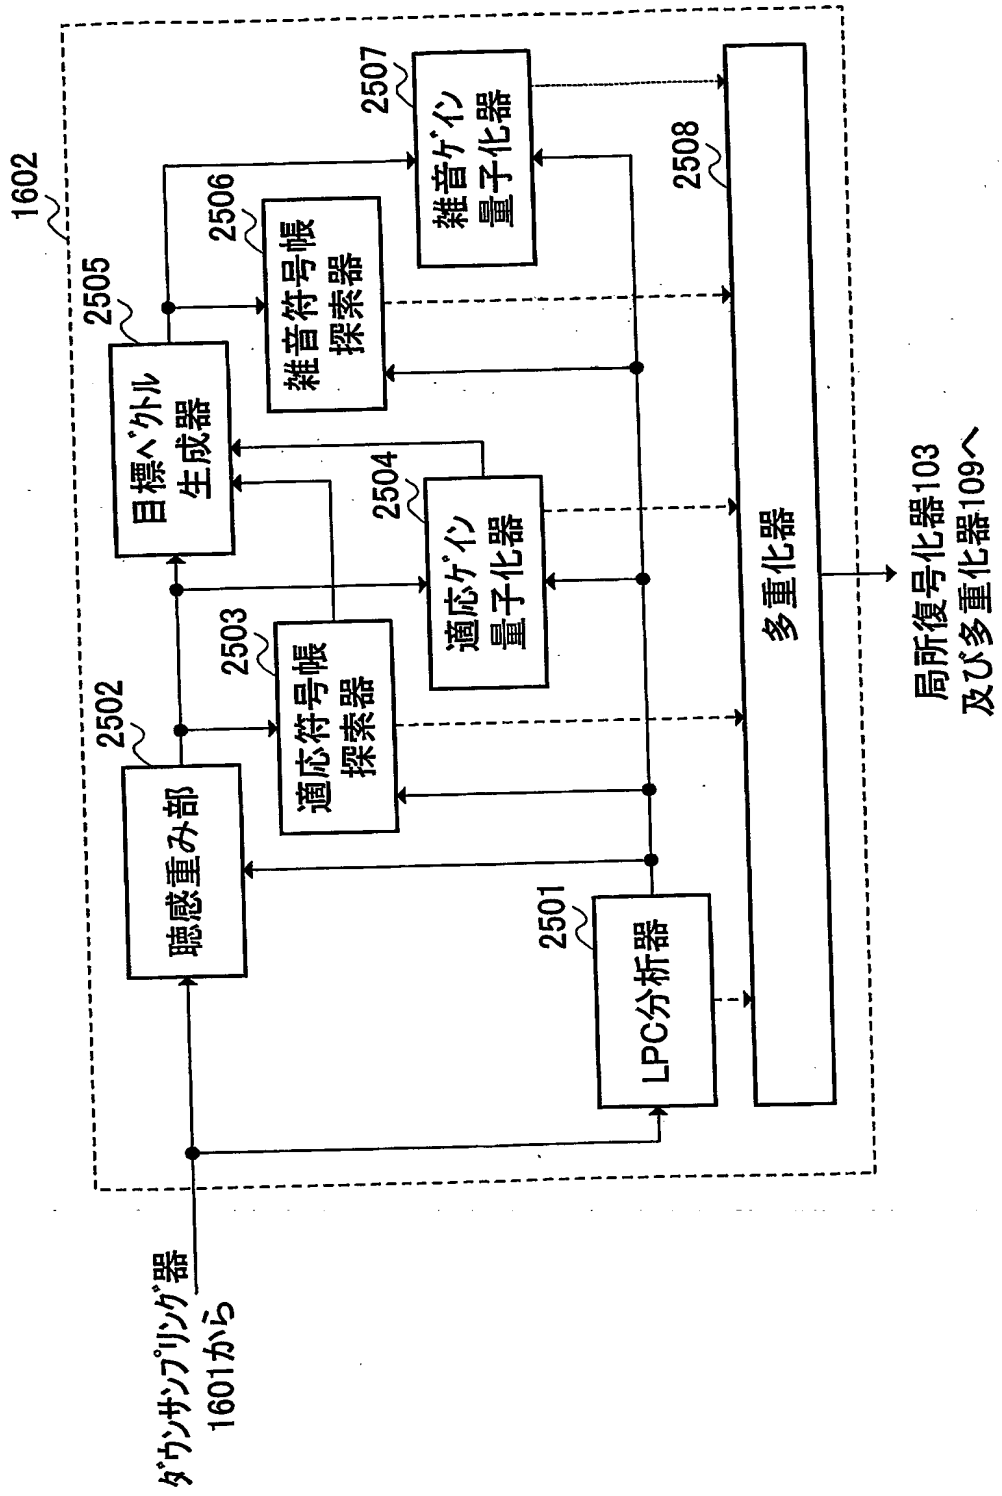 1602
2502
聴感重み部
2505
目標ベクトル
生成器
2503
適応符号帳
探索器
2506
雑音符号帳
探索器
2504
適応ゲイン
量子化器
2507
雑音ゲイン
量子化器
2501
LPC分析器
2508
多重化器
ダウンサンプリング器
1601から
局所復号化器103
及び多重化器109へ